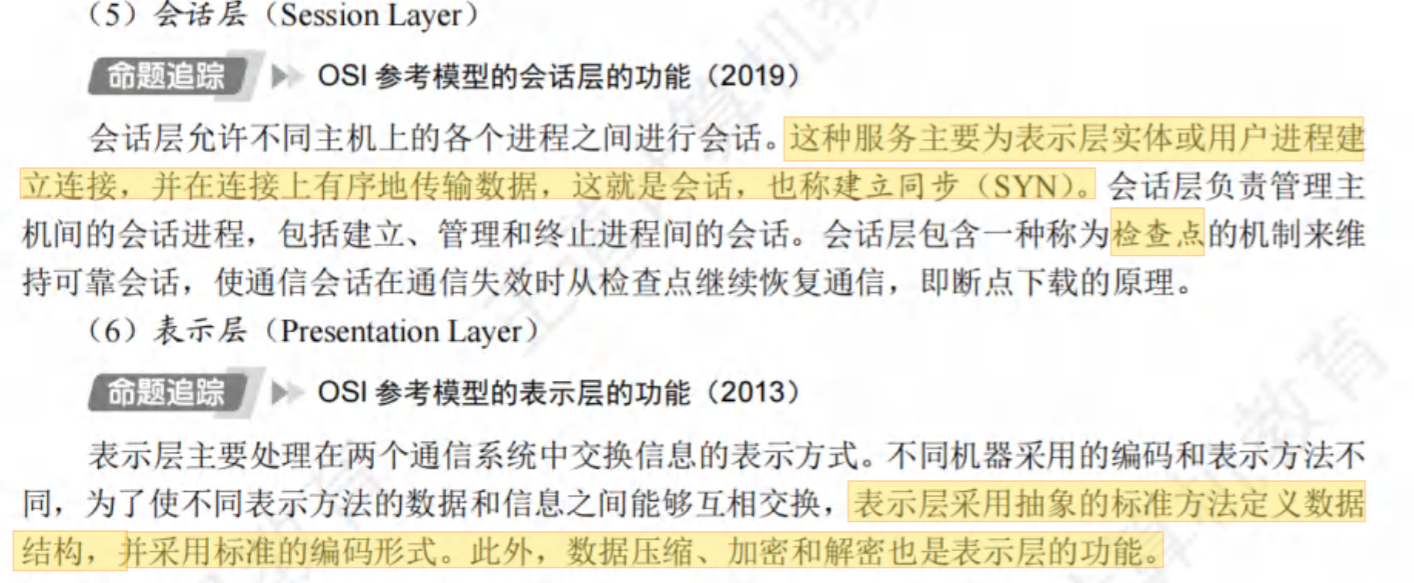 （5）会话层（Session Layer）
命题追踪 OSI 参考模型的会话层的功能（2019）
会话层允许不同主机上的各个进程之间进行会话。这种服务主要为表示层实体或用户进程建
立连接，并在连接上有序地传输数据，这就是会话，也称建立同步（SYN）。会话层负责管理主
机间的会话进程，包括建立、管理和终止进程间的会话。会话层包含一种称为检查点的机制来维
持可靠会话，使通信会话在通信失效时从检查点继续恢复通信，即断点下载的原理。
（6）表示层（Presentation Layer）
命题追踪 OSI 参考模型的表示层的功能（2013）
表示层主要处理在两个通信系统中交换信息的表示方式。不同机器采用的编码和表示方法不
同，为了使不同表示方法的数据和信息之间能够互相交换，表示层采用抽象的标准方法定义数据
结构，并采用标准的编码形式。此外，数据压缩、加密和解密也是表示层的功能。